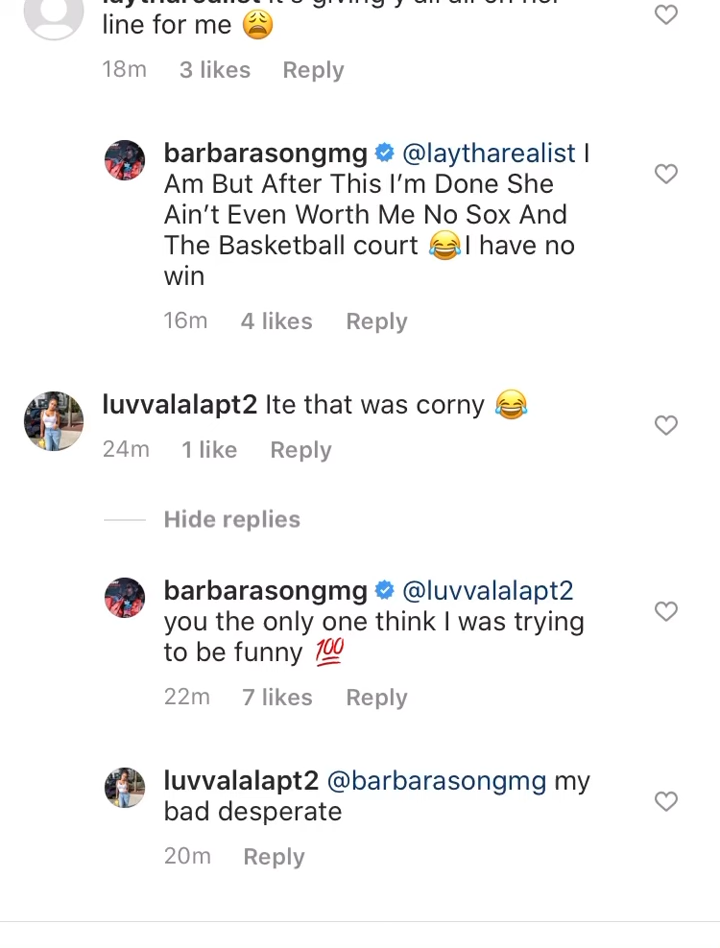 line for me 😩
18m 3 likes Reply
barbarasongmg @laytharealist I
Am But After This I'm Done She
Ain't Even Worth Me No Sox And
The Basketball court 😂I have no
win
16m 4 likes Reply
luvvalalapt2 Ite that was corny 😂
24m 1 like Reply
Hide replies
barbarasongmg @luvvalalapt2
you the only one think I was trying
to be funny 💯
22m 7 likes Reply
luvvalalapt2 @barbarasongmg my
bad desperate
20m Reply